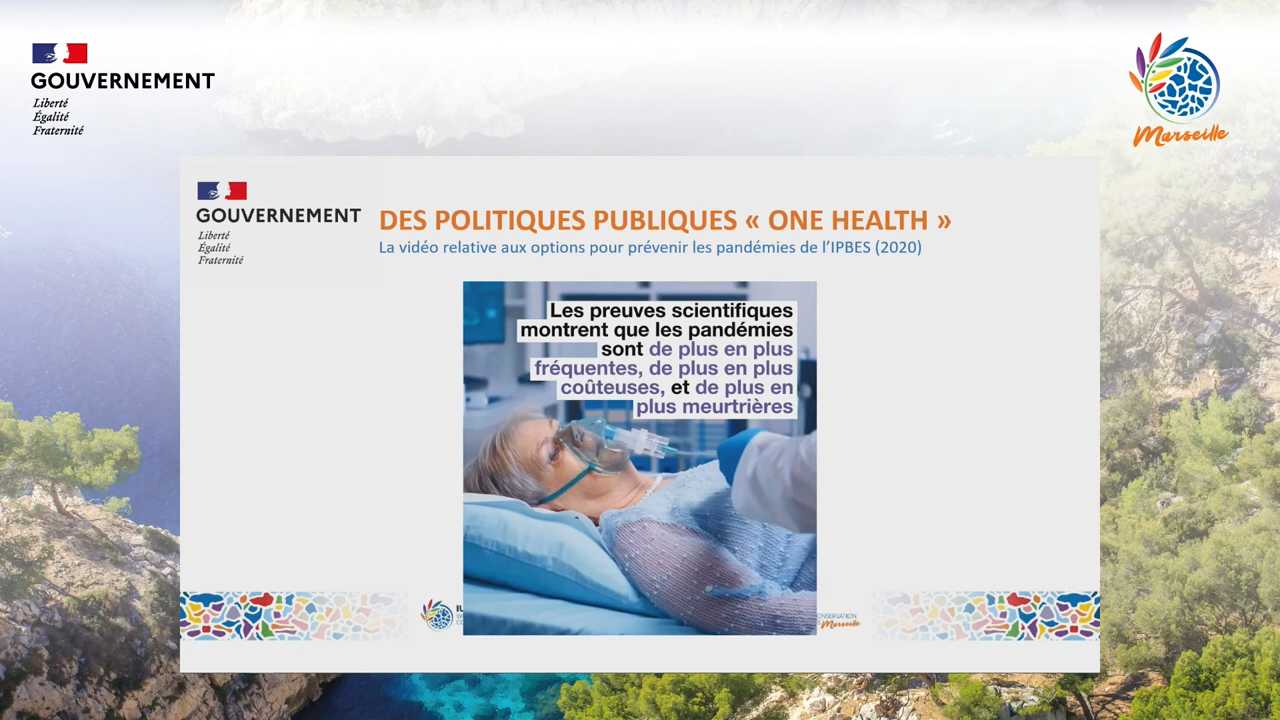 GOUVERNEMENT
Liberté
Égalité
Fraternité
Marseille
GOUVERNEMENT
Liberté
Égalité
Fraternité
DES POLITIQUES PUBLIQUES « ONE HEALTH »
La vidéo relative aux options pour prévenir les pandémies de l'IPBES (2020)
Les preuves scientifiques
montrent que les pandémies
sont de plus en plus
fréquentes, de plus en plus
coûteuses, et de plus en
plus meurtrières
Marseille